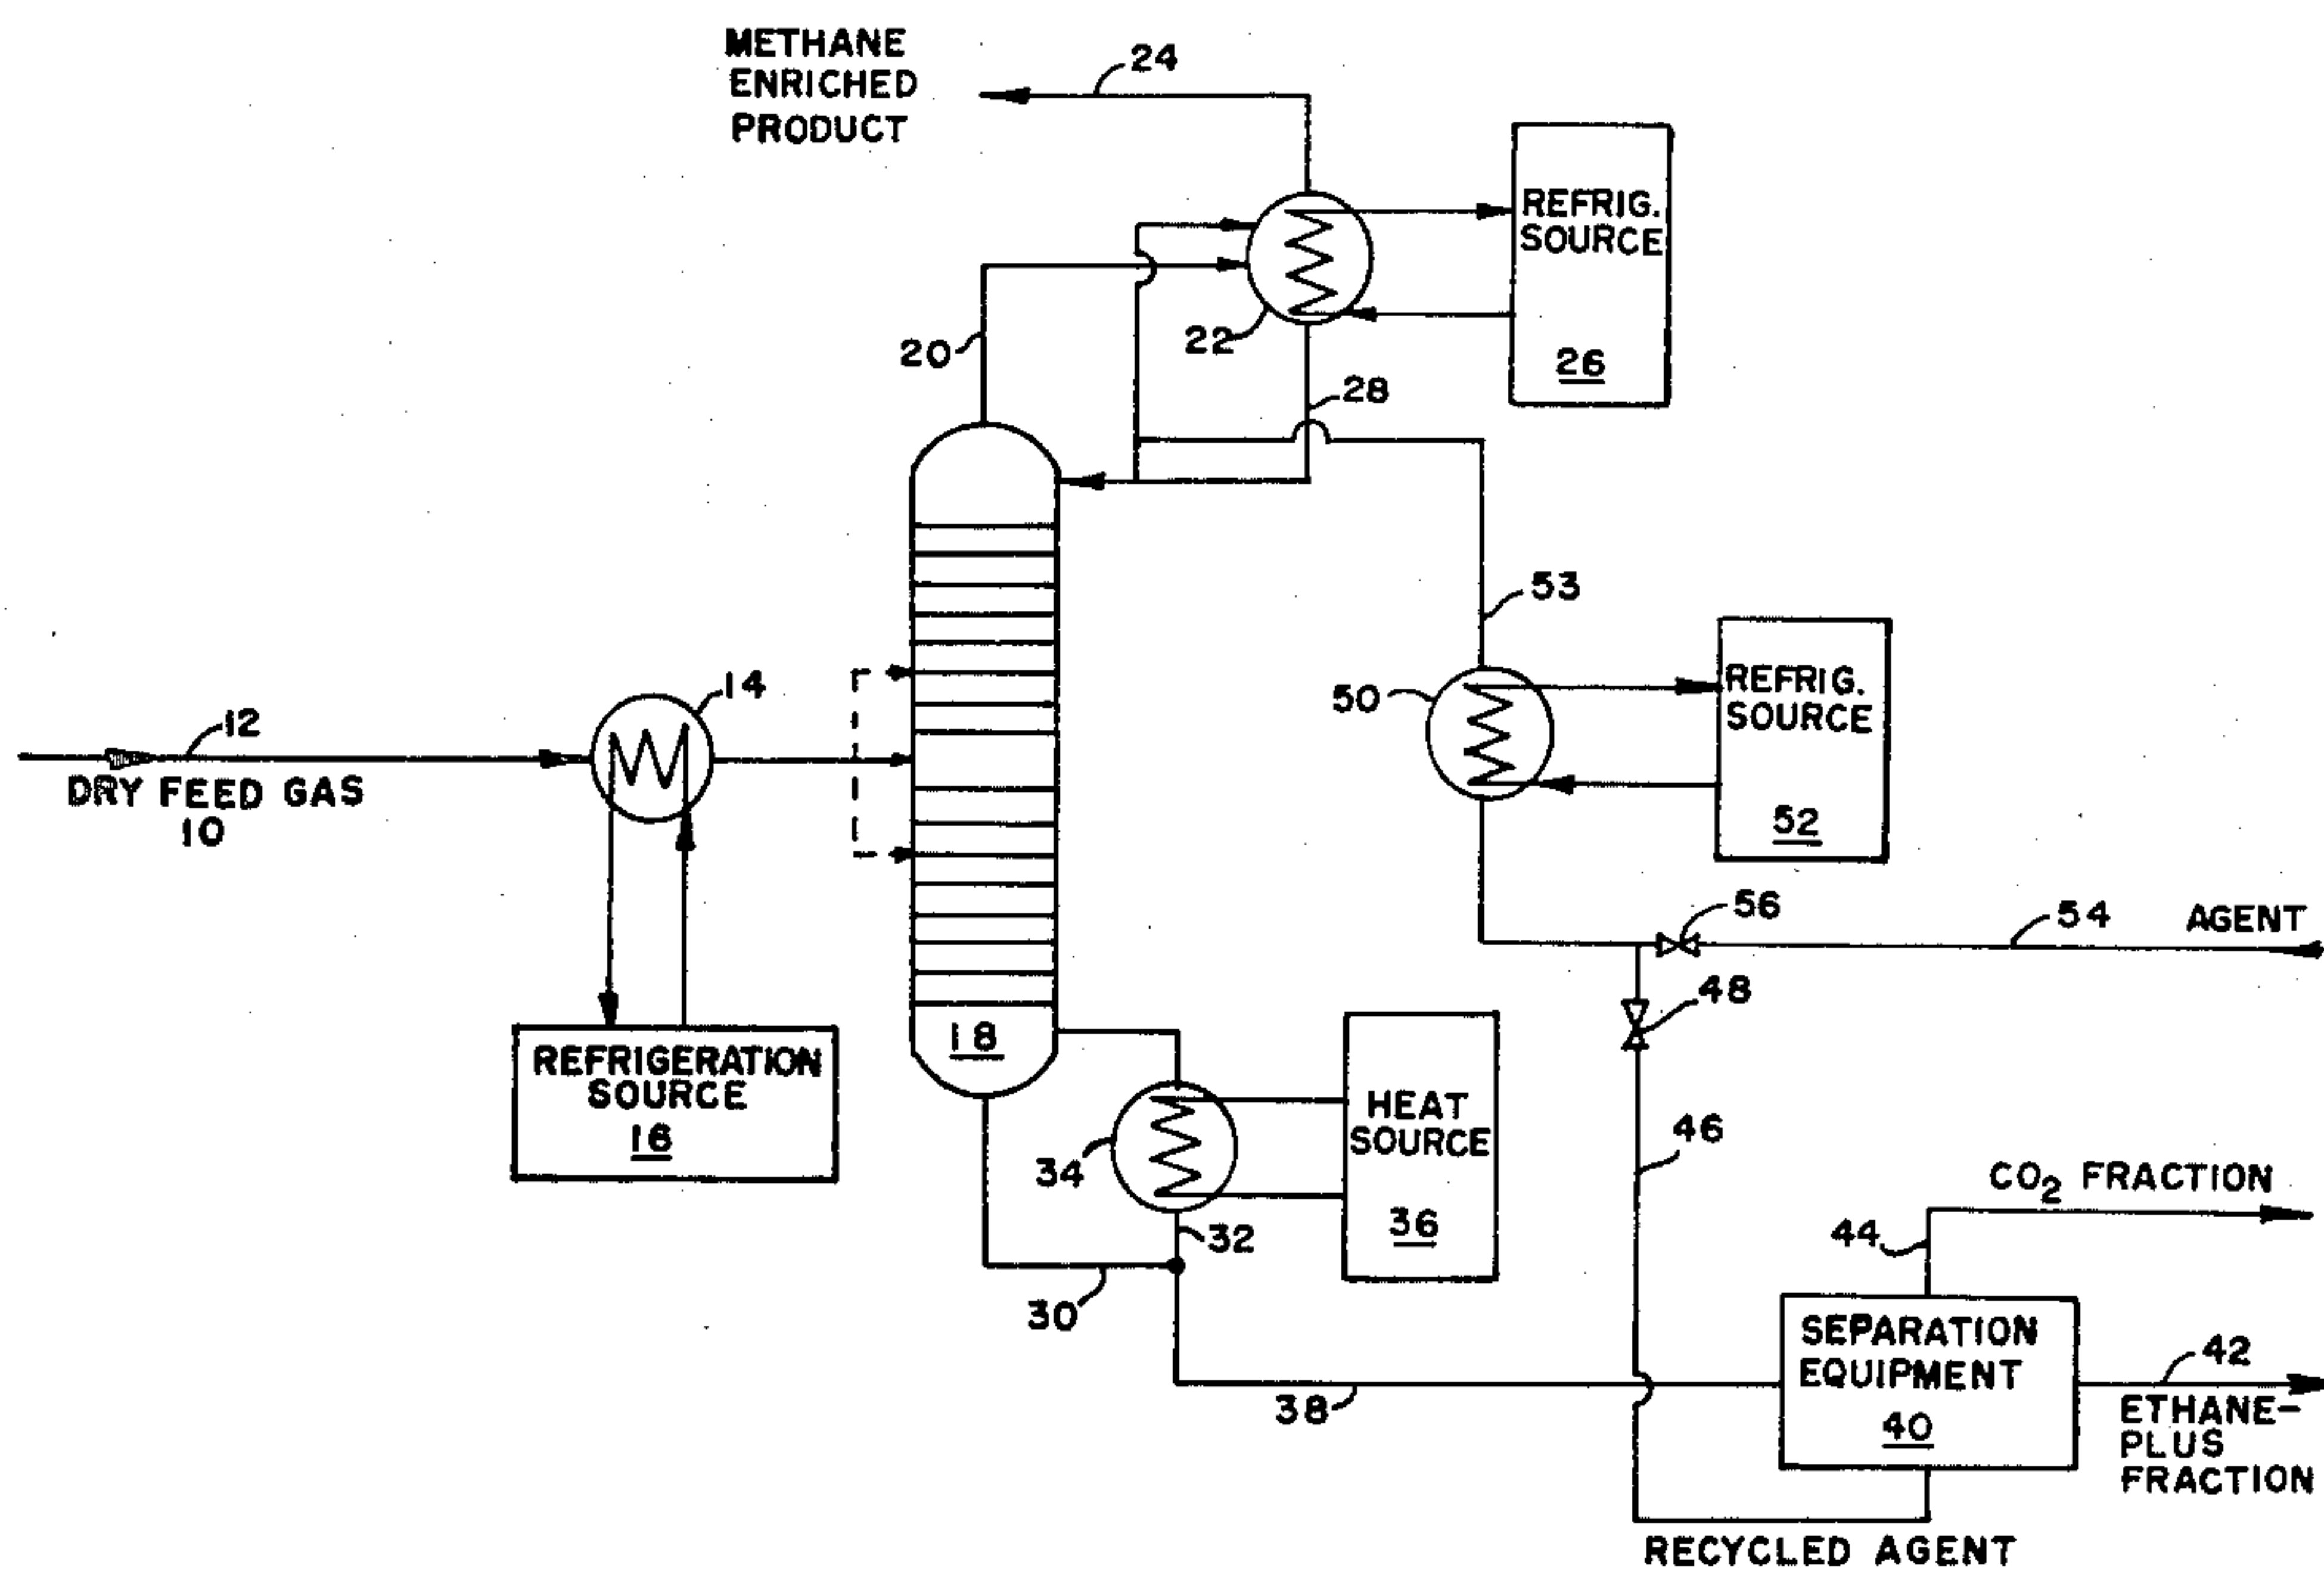 METHANE
ENRICHED
PRODUCT
24
REFRIG.
SOURCE
26
20
22
28
53
14
12
DRY FEED GAS
10
50
REFRIG.
SOURCE
52
56
54
AGENT
48
18
REFRIGERATION
SOURCE
16
HEAT
SOURCE
36
34
46
32
30
CO2 FRACTION
44
SEPARATION
EQUIPMENT
40
42
ETHANE-
PLUS
FRACTION
38
RECYCLED AGENT